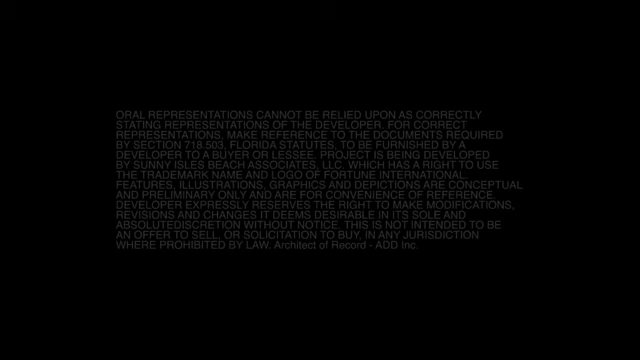 ORAL REPRESENTATIONS CANNOT BE RELIED UPON AS CORRECTLY
STATING REPRESENTATIONS OF THE DEVELOPER. FOR CORRECT
REPRESENTATIONS, MAKE REFERENCE TO THE DOCUMENTS REQUIRED
BY SECTION 718.503, FLORIDA STATUTES, TO BE FURNISHED BY A
DEVELOPER TO A BUYER OR LESSEE. PROJECT IS BEING DEVELOPED
BY SUNNY ISLES BEACH ASSOCIATES, LLC. WHICH HAS A RIGHT TO USE
THE TRADEMARK NAME AND LOGO OF FORTUNE INTERNATIONAL.
FEATURES, ILLUSTRATIONS, GRAPHICS AND DEPICTIONS ARE CONCEPTUAL
AND PRELIMINARY ONLY AND ARE FOR CONVENIENCE OF REFERENCE.
DEVELOPER EXPRESSLY RESERVES THE RIGHT TO MAKE MODIFICATIONS,
REVISIONS AND CHANGES IT DEEMS DESIRABLE IN ITS SOLE AND
ABSOLUTEDISCRETION WITHOUT NOTICE. THIS IS NOT INTENDED TO BE
AN OFFER TO SELL, OR SOLICITATION TO BUY, IN ANY JURISDICTION
WHERE PROHIBITED BY LAW. Architect of Record - ADD Inc.